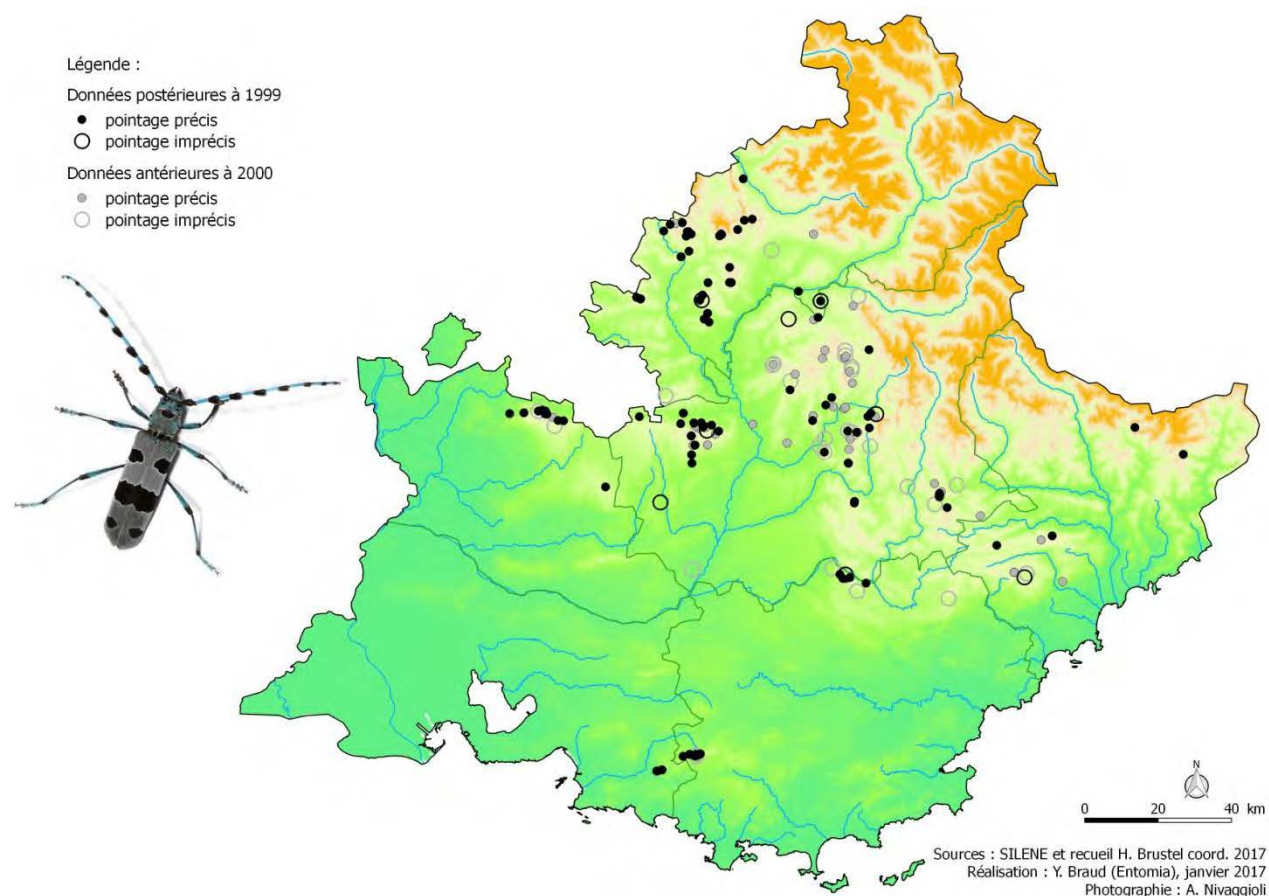 Légende :
Données postérieures à 1999
pointage précis
pointage imprécis
Données antérieures à 2000
pointage précis
pointage imprécis
N
0 20 40 km
Sources : SILENE et recueil H. Brustel coord. 2017
Réalisation : Y. Braud (Entomia), janvier 2017
Photographie : A. Nivaggioli